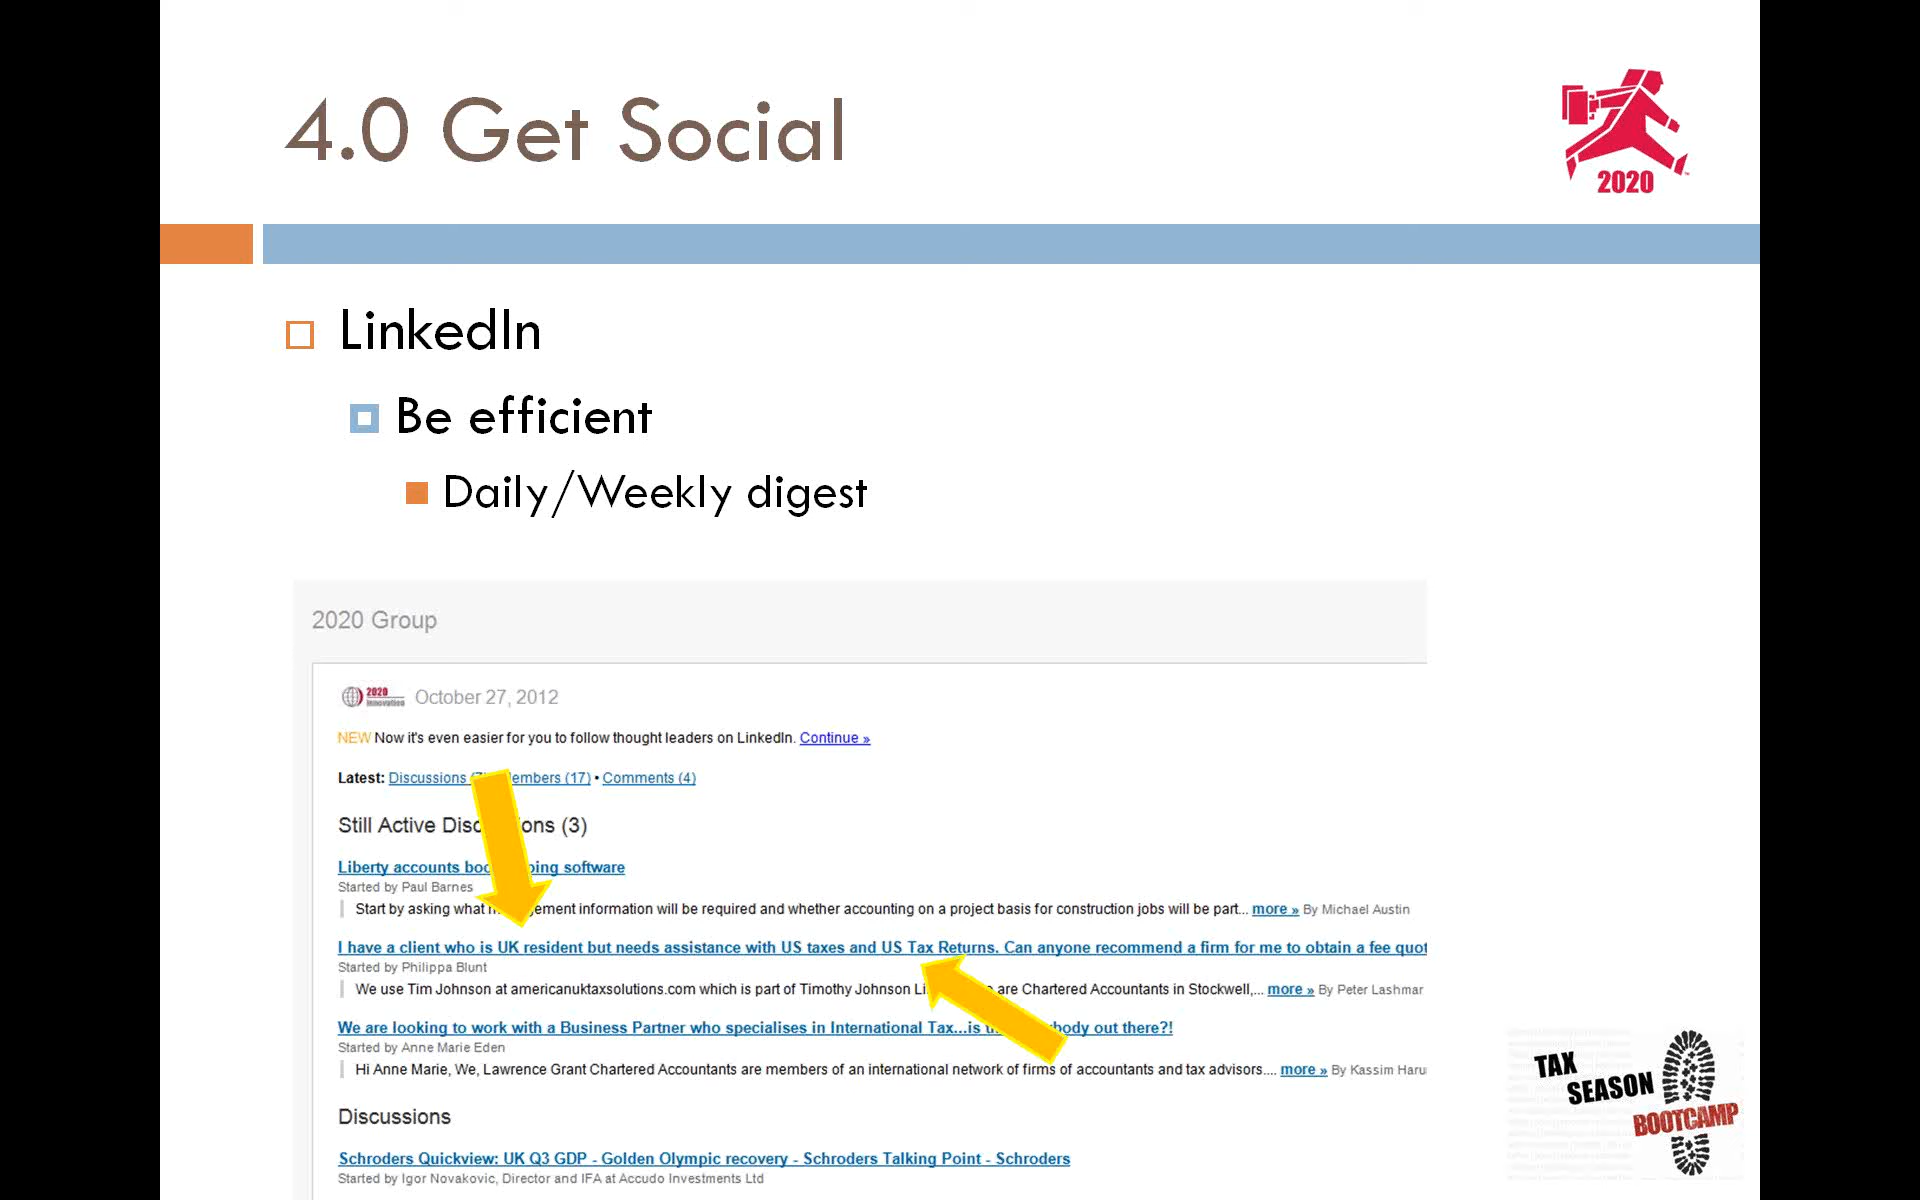 4.0 Get Social
2020
LinkedIn
Be efficient
Daily/Weekly digest
2020 Group
2020
Innovation
October 27, 2012
NEW Now it's even easier for you to follow thought leaders on LinkedIn. Continue »
Latest: Discussions (7) Members (17) • Comments (4)
Still Active Discussions (3)
Liberty accounts bookkeeping software
Started by Paul Barnes
Start by asking what management information will be required and whether accounting on a project basis for construction jobs will be part... more » By Michael Austin
I have a client who is UK resident but needs assistance with US taxes and US Tax Returns. Can anyone recommend a firm for me to obtain a fee quot
Started by Philippa Blunt
We use Tim Johnson at americanuktaxsolutions.com which is part of Timothy Johnson Li are Chartered Accountants in Stockwell,... more » By Peter Lashmar
We are looking to work with a Business Partner who specialises in International Tax...is body out there?!
Started by Anne Marie Eden
Hi Anne Marie, We, Lawrence Grant Chartered Accountants are members of an international network of firms of accountants and tax advisors.... more » By Kassim Haru
Discussions
Schroders Quickview: UK Q3 GDP - Golden Olympic recovery - Schroders Talking Point - Schroders
Started by Igor Novakovic, Director and IFA at Accudo Investments Ltd
TAX
SEASON
BOOTCAMP